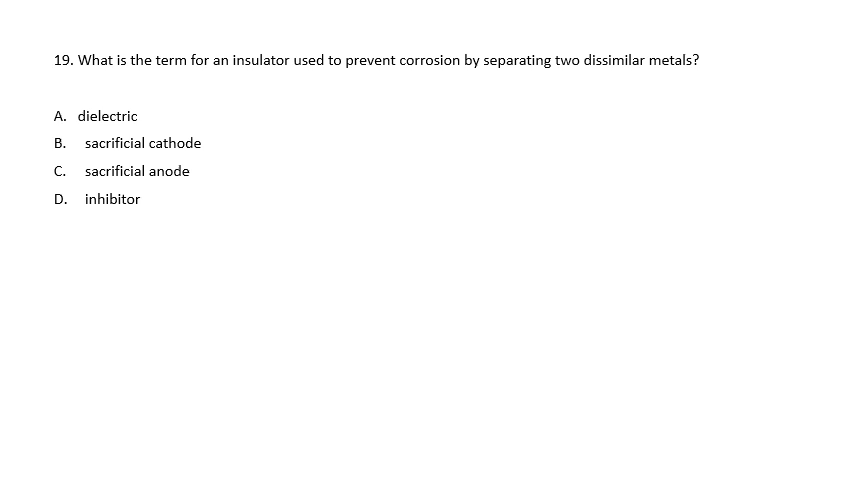 19. What is the term for an insulator used to prevent corrosion by separating two dissimilar metals?
A. dielectric
B. sacrificial cathode
C. sacrificial anode
D. inhibitor